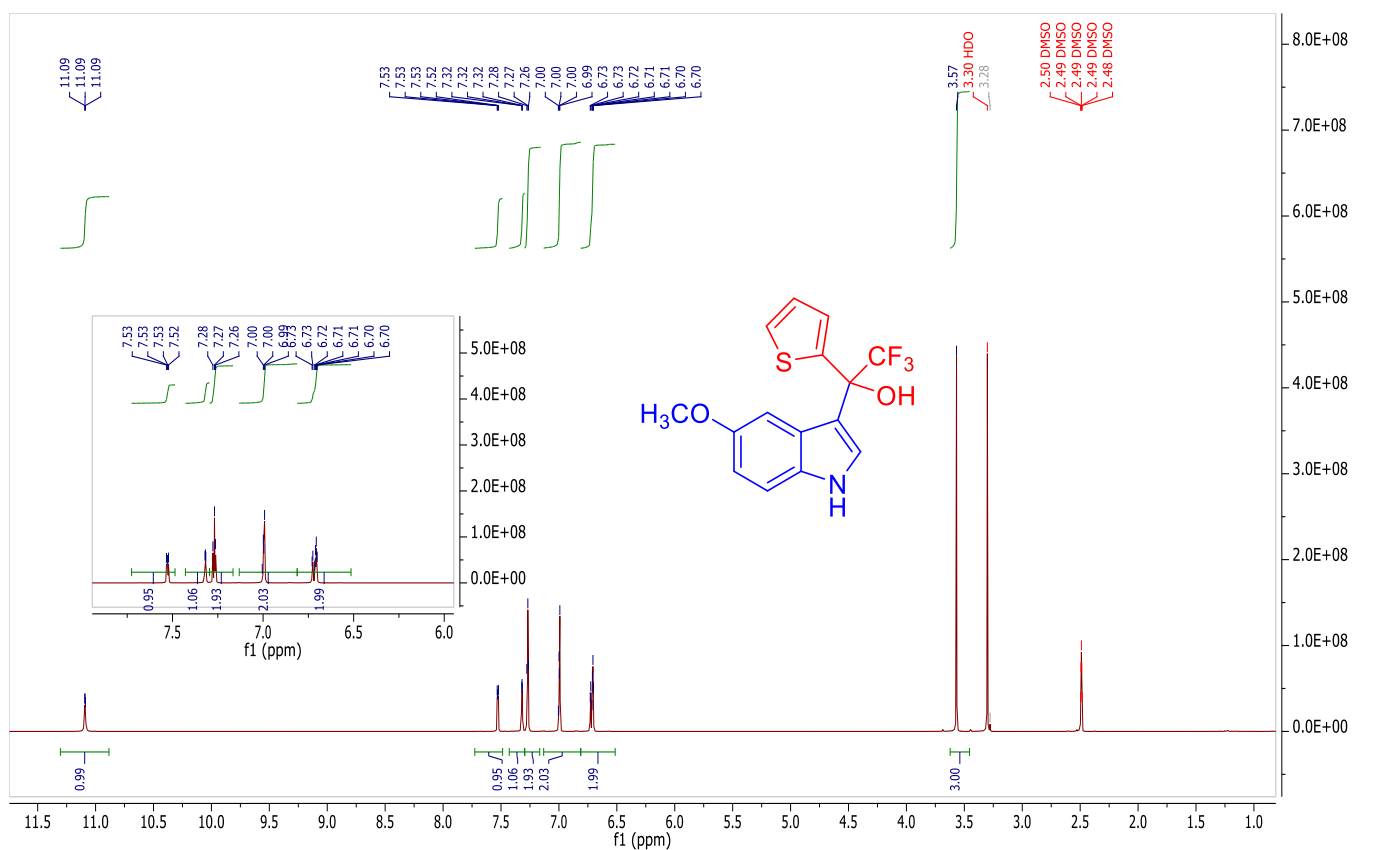 11.09
11.09
11.09
7.53
7.53
7.53
7.52
7.32
7.32
7.32
7.28
7.27
7.26
7.00
7.00
7.00
6.99
6.73
6.73
6.72
6.71
6.71
6.70
6.70
3.57
3.30 HDO
3.28
2.50 DMSO
2.49 DMSO
2.49 DMSO
2.49 DMSO
2.48 DMSO
8.0E+08
7.0E+08
6.0E+08
5.0E+08
4.0E+08
3.0E+08
2.0E+08
1.0E+08
0.0E+00
7.53
7.53
7.53
7.52
7.28
7.27
7.26
7.00
7.00
6.99
6.73
6.73
6.72
6.71
6.71
6.70
6.70
5.0E+08
4.0E+08
3.0E+08
2.0E+08
1.0E+08
0.0E+00
0.95
1.06
1.93
2.03
1.99
7.5 7.0 6.5 6.0
f1 (ppm)
S
CF3
OH
H3CO
N
H
0.99
0.95
1.06
1.93
2.03
1.99
3.00
11.5 11.0 10.5 10.0 9.5 9.0 8.5 8.0 7.5 7.0 6.5 6.0 5.5 5.0 4.5 4.0 3.5 3.0 2.5 2.0 1.5 1.0
f1 (ppm)